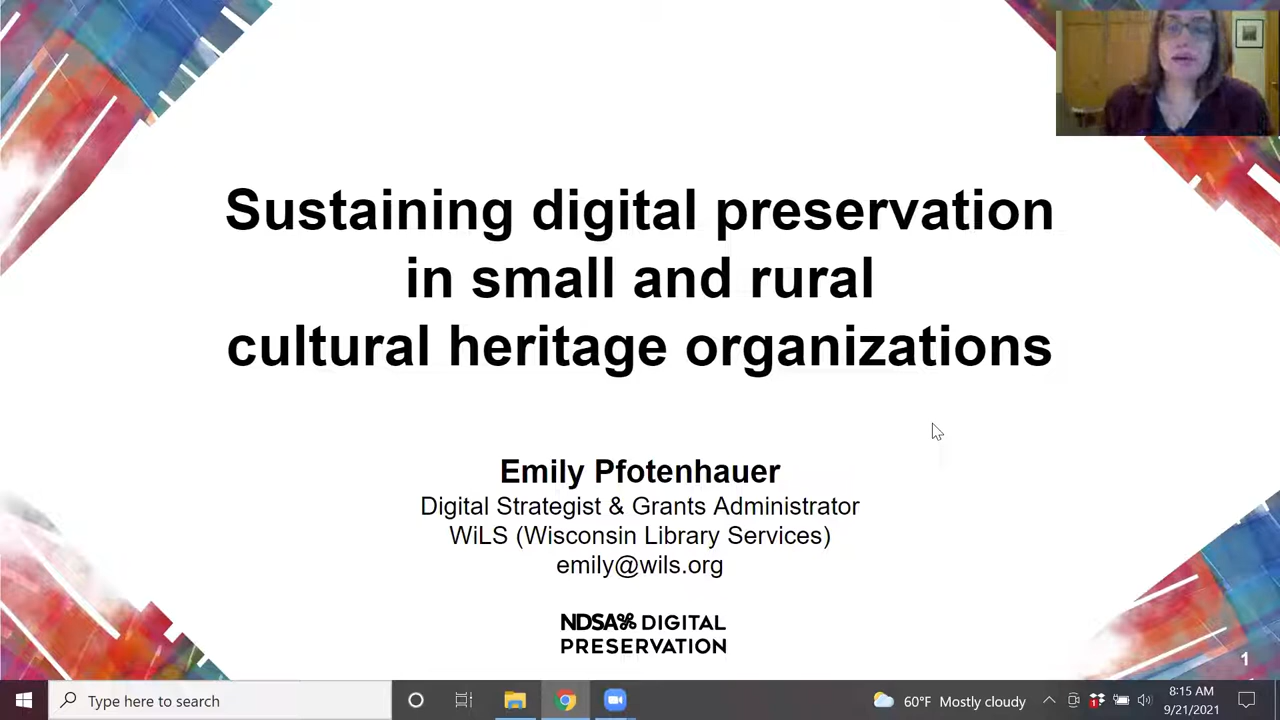 Sustaining digital preservation
in small and rural
cultural heritage organizations
Emily Pfotenhauer
Digital Strategist & Grants Administrator
WiLS (Wisconsin Library Services)
emily@wils.org
NDSA DIGITAL
PRESERVATION
1
Type here to search
60°F Mostly cloudy
1
8:15 AM
9/21/2021